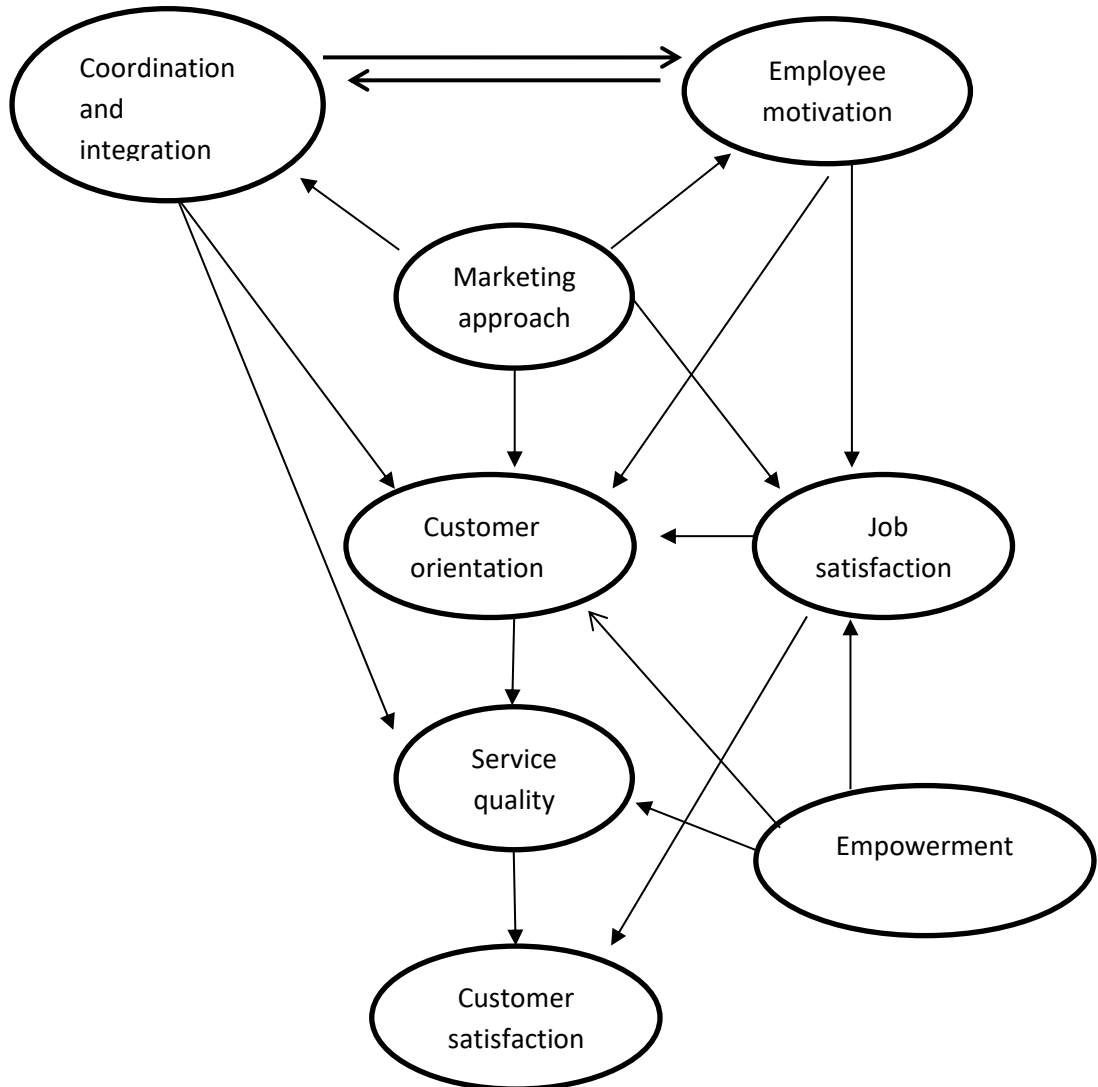 Coordination
and
integration
Employee
motivation
Marketing
approach
Customer
orientation
Job
satisfaction
Service
quality
Empowerment
Customer
satisfaction